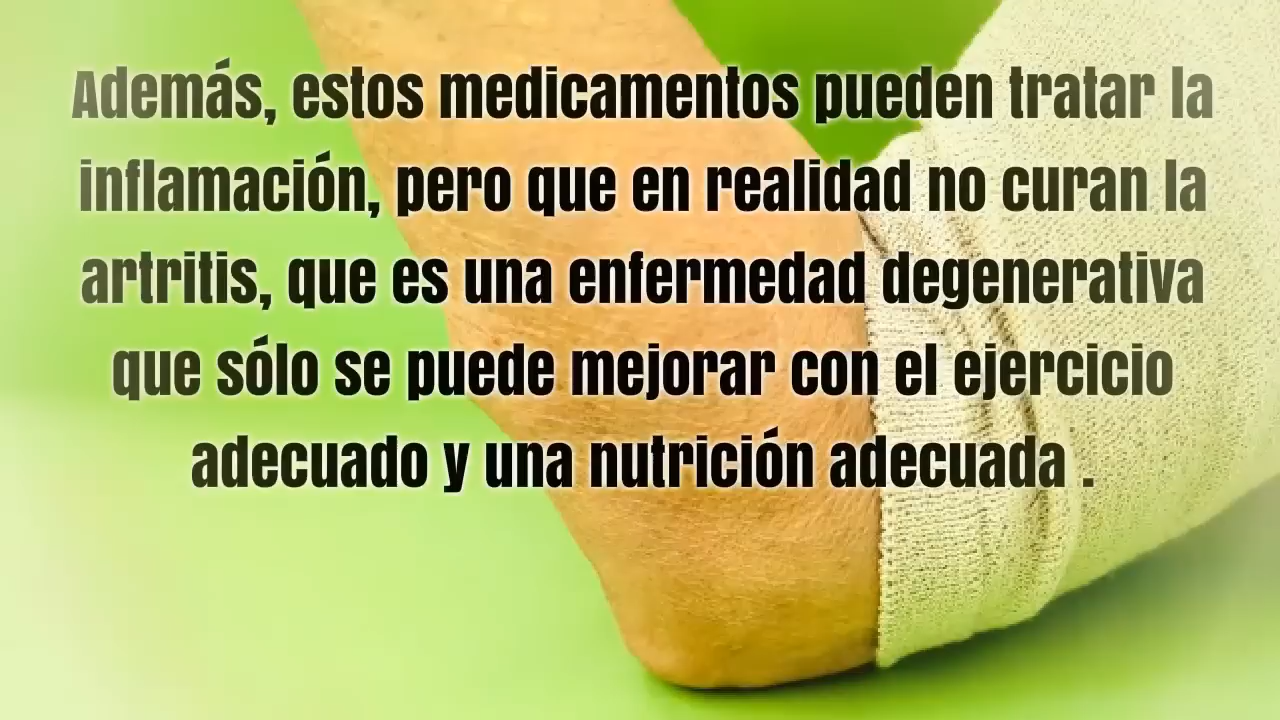 Además, estos medicamentos pueden tratar la
inflamación, pero que en realidad no curan la
artritis, que es una enfermedad degenerativa
que sólo se puede mejorar con el ejercicio
adecuado y una nutrición adecuada .